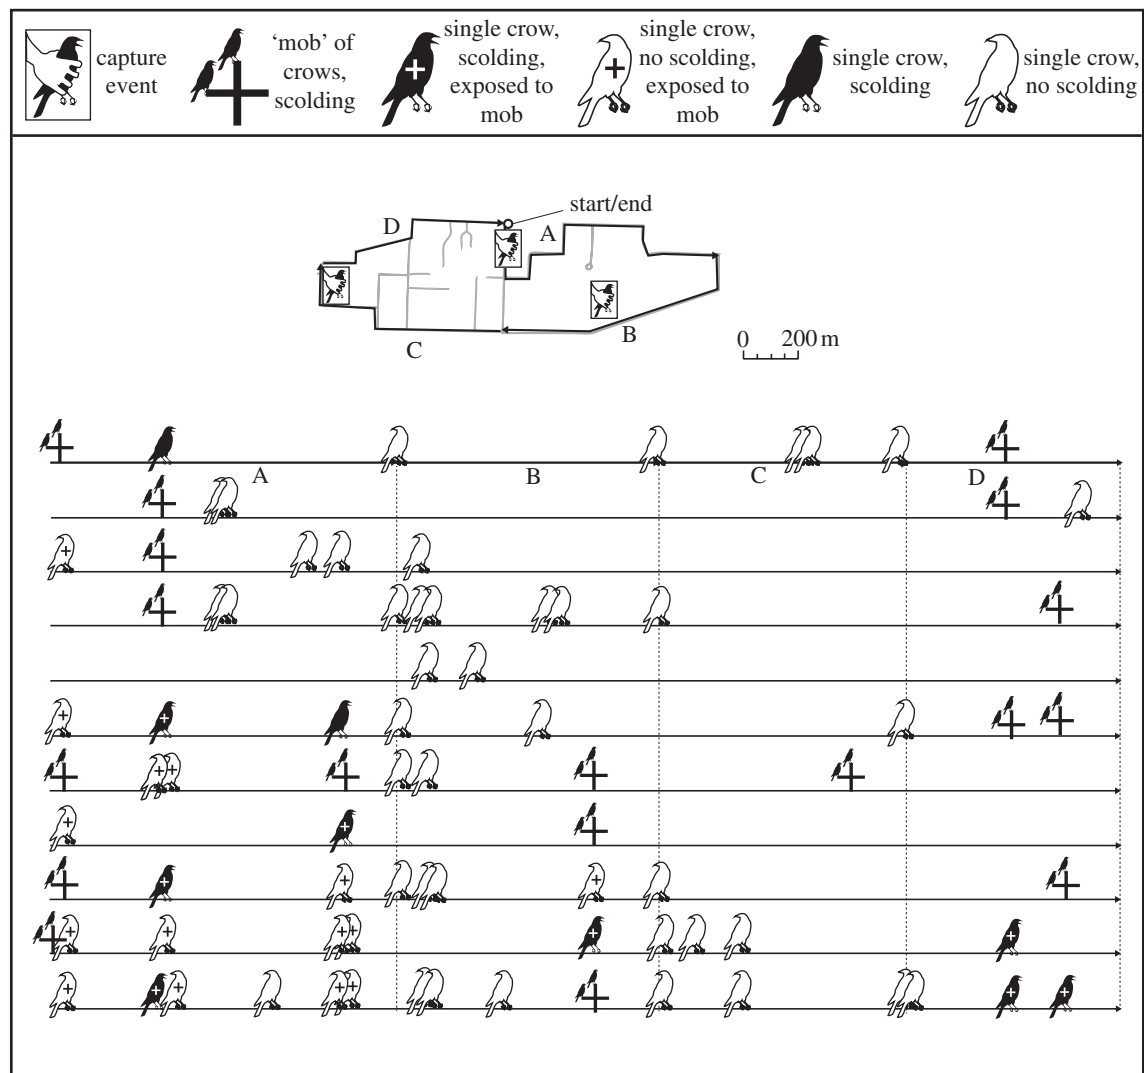 capture
event
‘mob’ of
crows,
scolding
single crow,
scolding,
exposed to
mob
single crow,
no scolding,
exposed to
mob
single crow,
scolding
single crow,
no scolding
start/end
D
A
B
C
0 200 m
A B C D